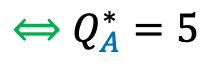 ⇔ Q*_A = 5